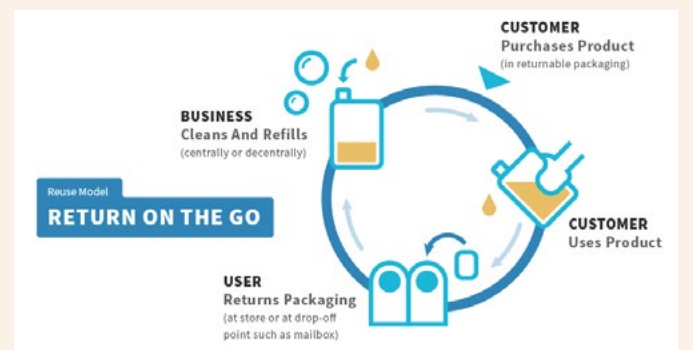 CUSTOMER
Purchases Product
(in returnable packaging)
BUSINESS
Cleans And Refills
(centrally or decentrally)
Reuse Model
RETURN ON THE GO
CUSTOMER
Uses Product
USER
Returns Packaging
(at store or at drop-off
point such as mailbox)